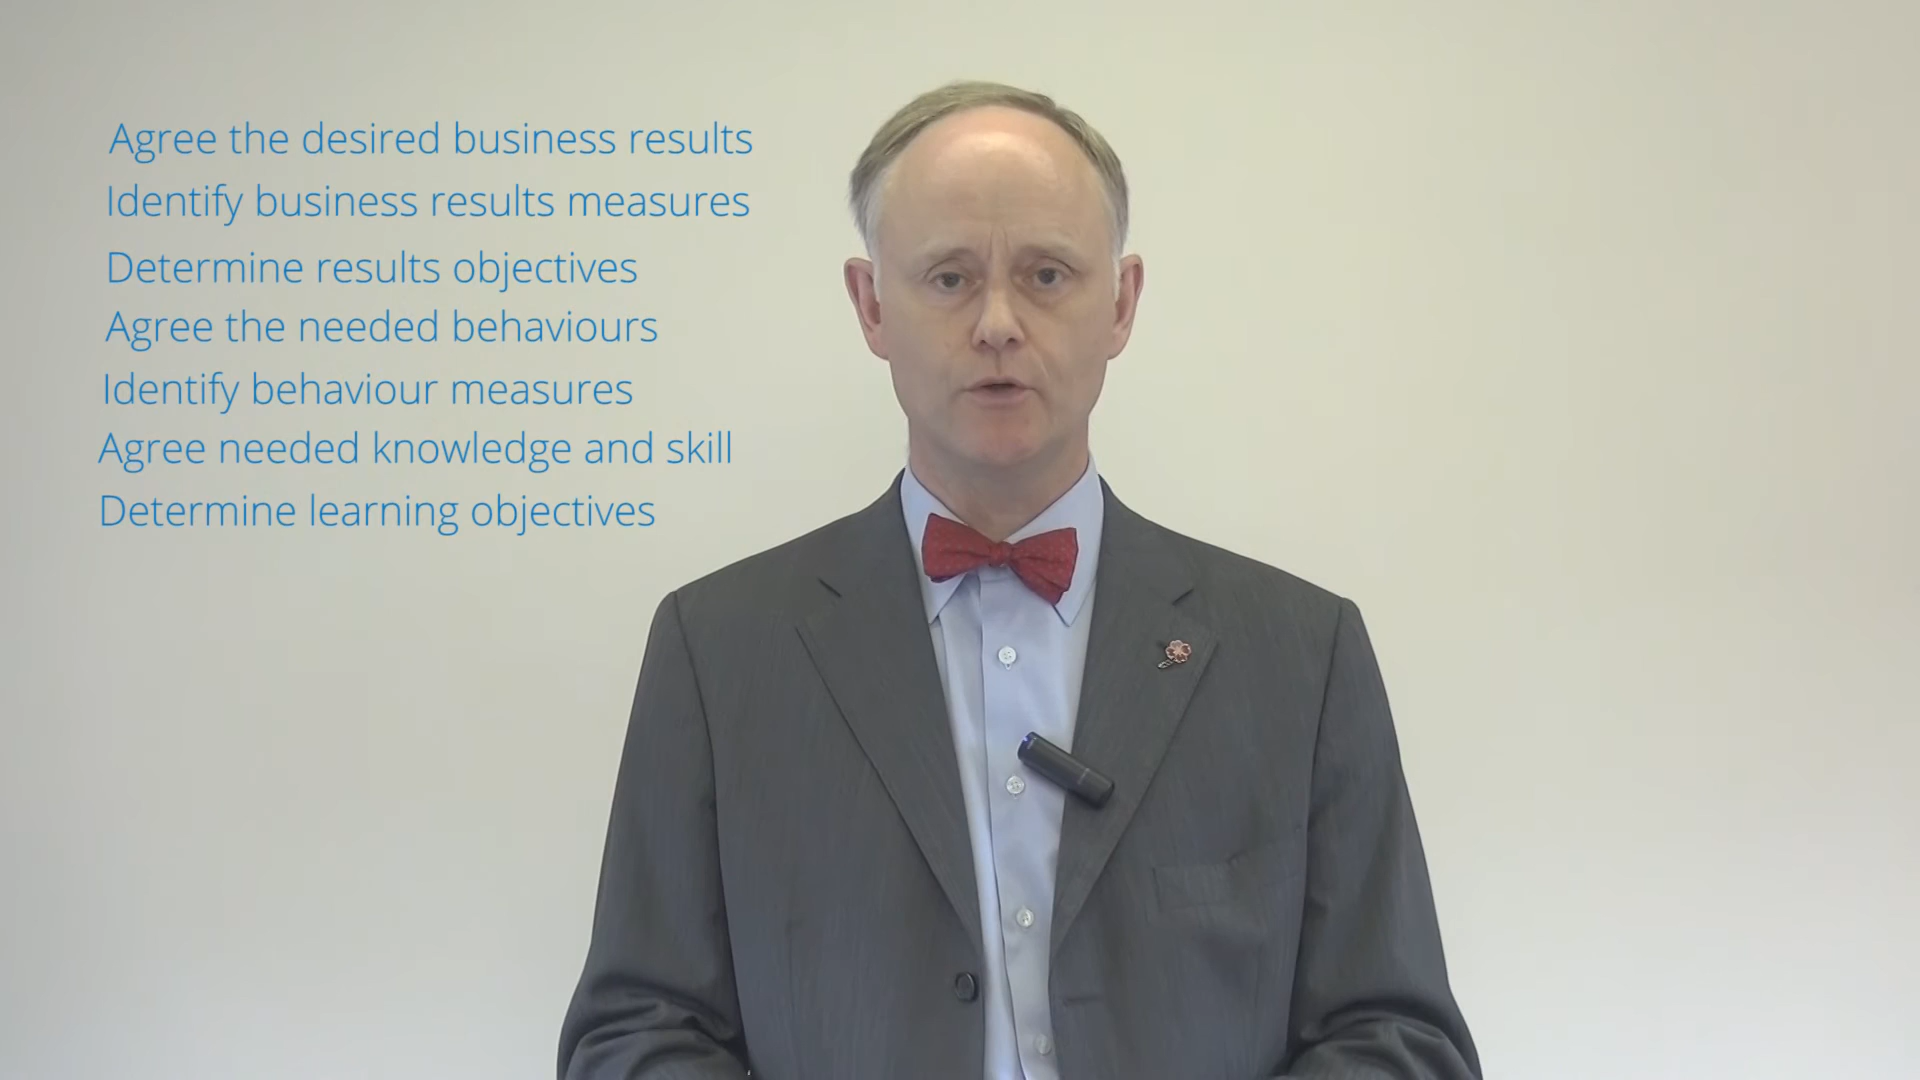 Agree the desired business results
Identify business results measures
Determine results objectives
Agree the needed behaviours
Identify behaviour measures
Agree needed knowledge and skill
Determine learning objectives